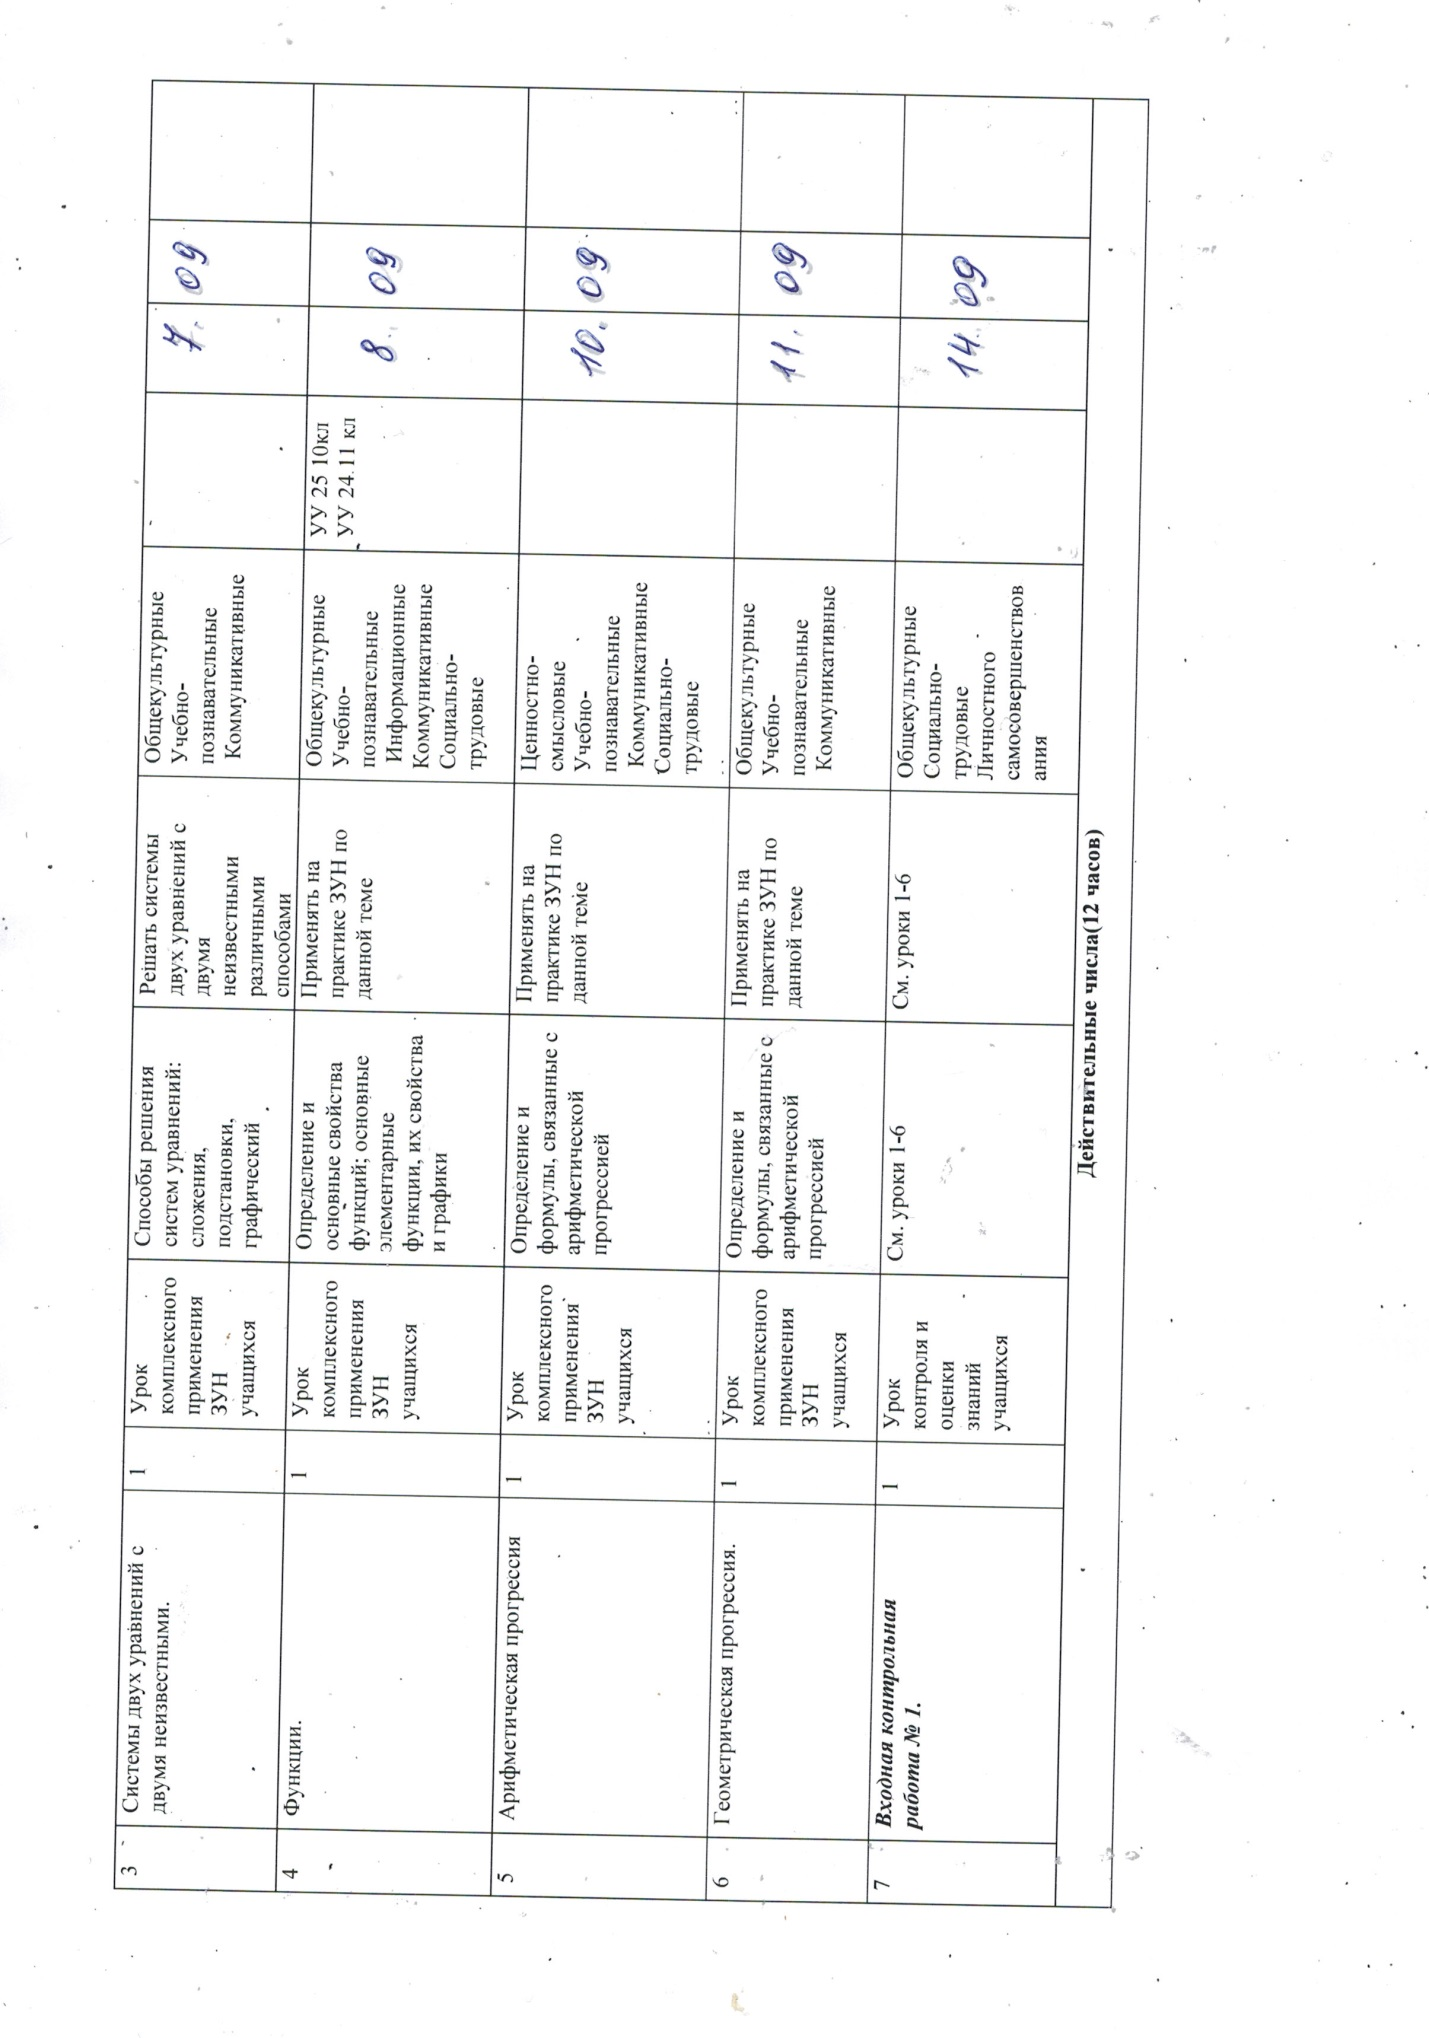 3
Системы двух уравнений с
двумя неизвестными.
1
Урок
комплексного
применения
ЗУН
учащихся
Способы решения
систем уравнений:
сложения,
подстановки,
графический
Решать системы
двух уравнений с
двумя
неизвестными
различными
способами
Общекультурные
Учебно-
познавательные
Коммуникативные
7. 09
4
Функции.
1
Урок
комплексного
применения
ЗУН
учащихся
Определение и
основные свойства
функций; основные
элементарные
функции, их свойства
и графики
Применять на
практике ЗУН по
данной теме
Общекультурные
Учебно-
познавательные
Информационные
Коммуникативные
Социально-
трудовые
УУ 25 10кл
УУ 24.11 кл
8. 09
5
Арифметическая прогрессия
1
Урок
комплексного
применения
ЗУН
учащихся
Определение и
формулы, связанные с
арифметической
прогрессией
Применять на
практике ЗУН по
данной теме
Ценностно-
смысловые
Учебно-
познавательные
Коммуникативные
Социально-
трудовые
10. 09
6
Геометрическая прогрессия.
1
Урок
комплексного
применения
ЗУН
учащихся
Определение и
формулы, связанные с
арифметической
прогрессией
Применять на
практике ЗУН по
данной теме
Общекультурные
Учебно-
познавательные
Коммуникативные
11. 09
7
Входная контрольная
работа № 1.
1
Урок
контроля и
оценки
знаний
учащихся
См. уроки 1-6
См. уроки 1-6
Общекультурные
Социально-
трудовые
Личностного
самосовершенствов
ания
14. 09
Действительные числа(12 часов)